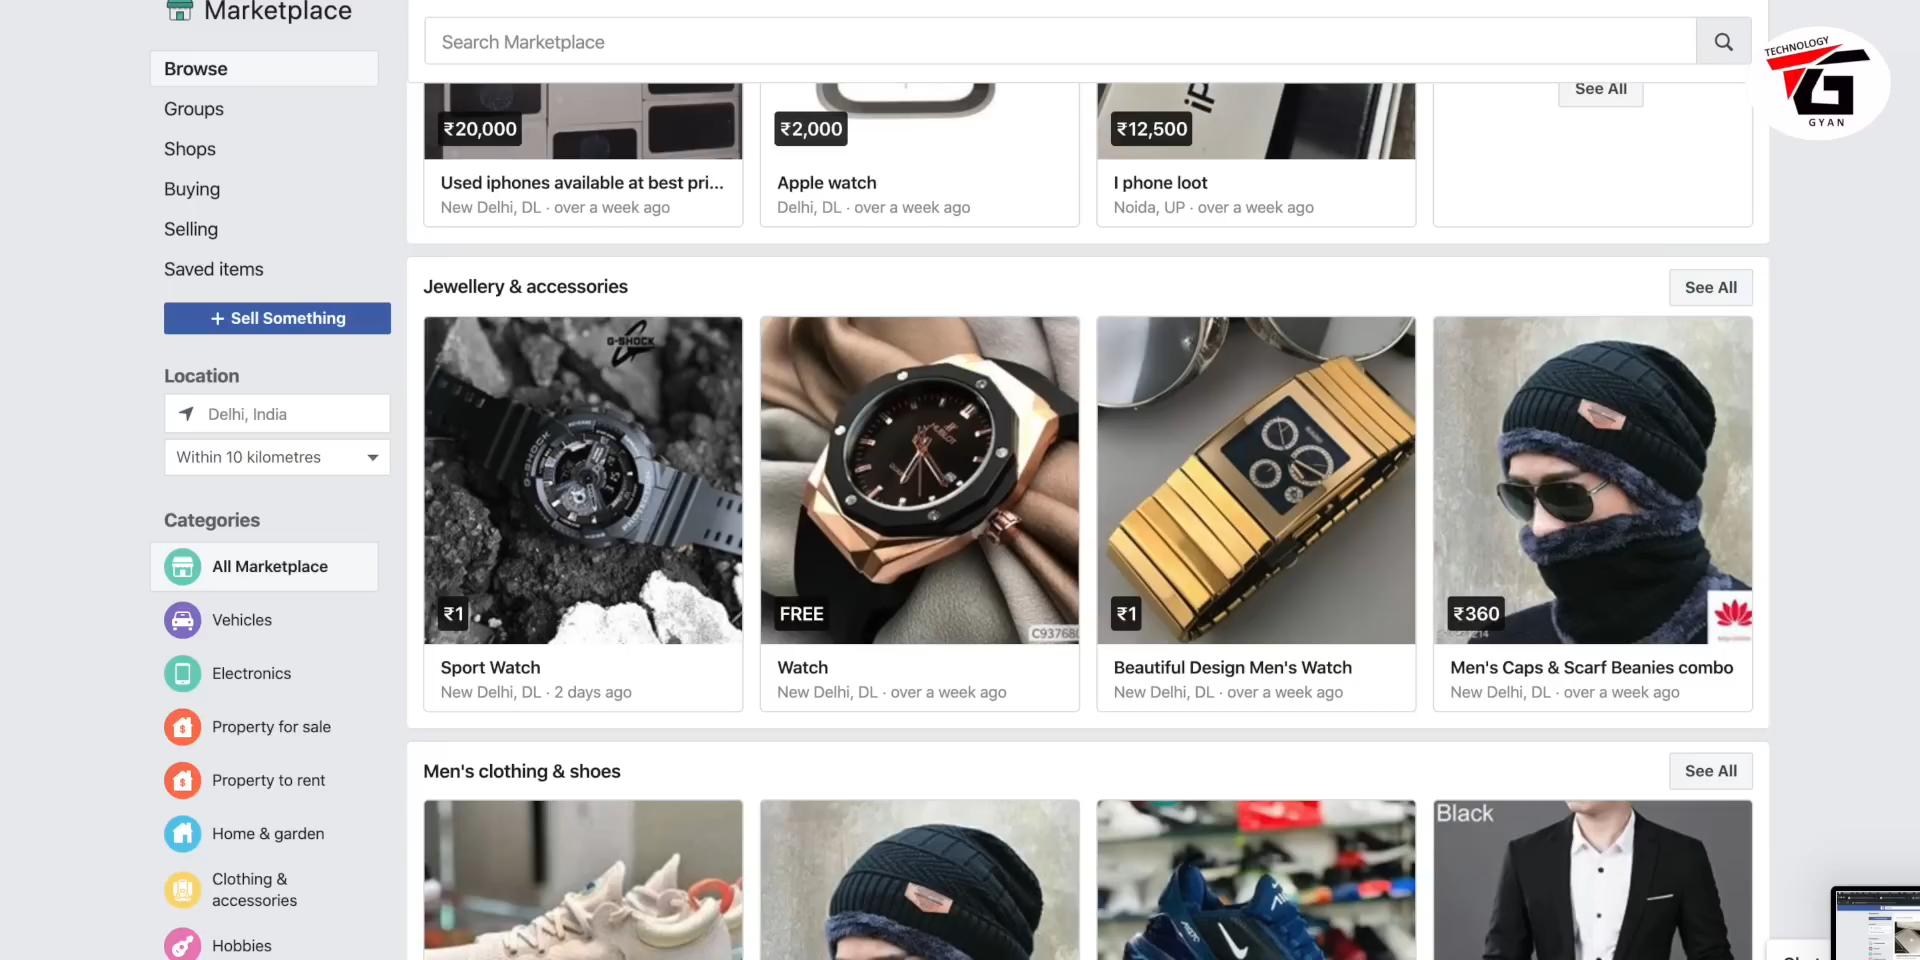 Marketplace
Search Marketplace
TECHNOLOGY
TG
GYAN
Browse
Groups
Shops
Buying
Selling
Saved items
+ Sell Something
Location
Delhi, India
Within 10 kilometres
Categories
All Marketplace
Vehicles
Electronics
Property for sale
Property to rent
Home & garden
Clothing &
accessories
Hobbies
₹20,000
Used iphones available at best pri...
New Delhi, DL · over a week ago
₹2,000
Apple watch
Delhi, DL · over a week ago
iP
₹12,500
I phone loot
Noida, UP · over a week ago
See All
Jewellery & accessories
See All
G-SHOCK
G-SHOCK
₹1
Sport Watch
New Delhi, DL · 2 days ago
HUBLOT
C93768
FREE
Watch
New Delhi, DL · over a week ago
₹1
Beautiful Design Men's Watch
New Delhi, DL · over a week ago
₹360
Men's Caps & Scarf Beanies combo
New Delhi, DL · over a week ago
Men's clothing & shoes
See All
Black